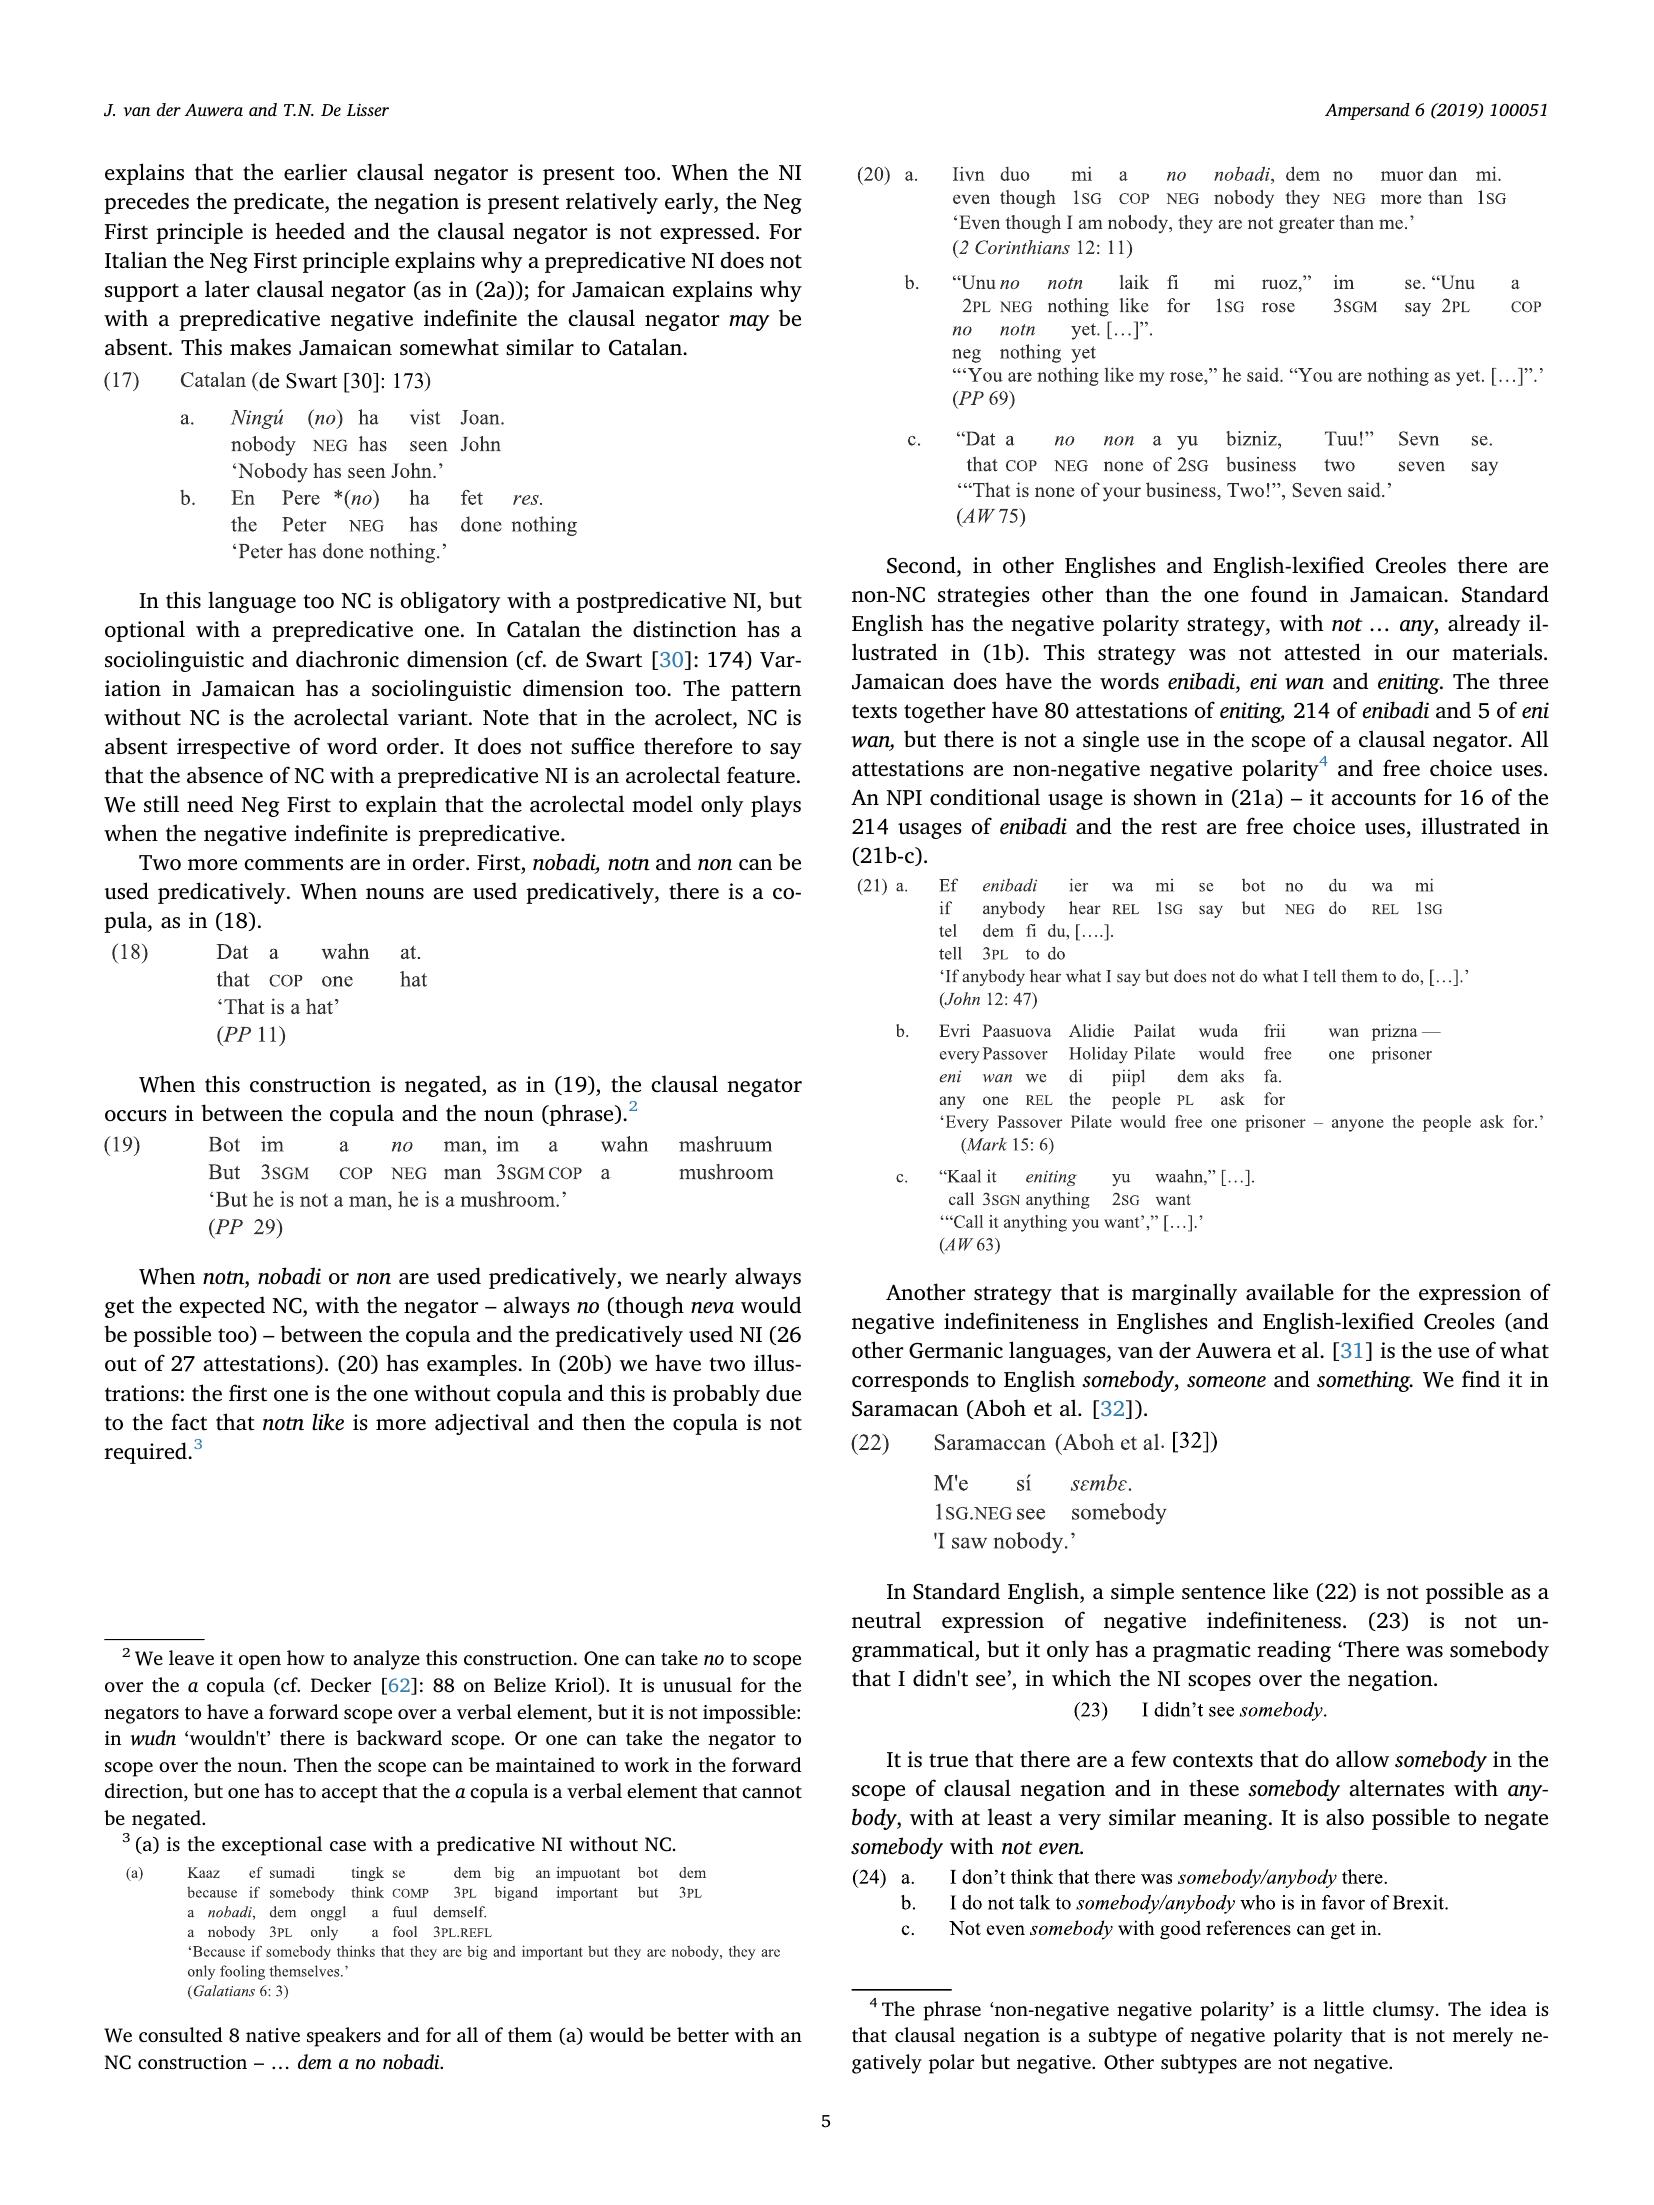 J. van der Auwera and T.N. De Lisser
Ampersand 6 (2019) 100051
explains that the earlier clausal negator is present too. When the NI
precedes the predicate, the negation is present relatively early, the Neg
First principle is heeded and the clausal negator is not expressed. For
Italian the Neg First principle explains why a prepredicative NI does not
support a later clausal negator (as in (2a)); for Jamaican explains why
with a prepredicative negative indefinite the clausal negator may be
absent. This makes Jamaican somewhat similar to Catalan.
(17) Catalan (de Swart [30]: 173)
a. Ningú (no) ha vist Joan.
nobody NEG has seen John
‘Nobody has seen John.’
b. En Pere *(no) ha fet res.
the Peter NEG has done nothing
‘Peter has done nothing.’
In this language too NC is obligatory with a postpredicative NI, but
optional with a prepredicative one. In Catalan the distinction has a
sociolinguistic and diachronic dimension (cf. de Swart [30]: 174) Var-
iation in Jamaican has a sociolinguistic dimension too. The pattern
without NC is the acrolectal variant. Note that in the acrolect, NC is
absent irrespective of word order. It does not suffice therefore to say
that the absence of NC with a prepredicative NI is an acrolectal feature.
We still need Neg First to explain that the acrolectal model only plays
when the negative indefinite is prepredicative.
Two more comments are in order. First, nobadi, notn and non can be
used predicatively. When nouns are used predicatively, there is a co-
pula, as in (18).
(18) Dat a wahn at.
that COP one hat
‘That is a hat’
(PP 11)
When this construction is negated, as in (19), the clausal negator
occurs in between the copula and the noun (phrase).2
(19) Bot im a no man, im a wahn mashruum
But 3SGM COP NEG man 3SGM COP a mushroom
‘But he is not a man, he is a mushroom.’
(PP 29)
When notn, nobadi or non are used predicatively, we nearly always
get the expected NC, with the negator – always no (though neva would
be possible too) – between the copula and the predicatively used NI (26
out of 27 attestations). (20) has examples. In (20b) we have two illus-
trations: the first one is the one without copula and this is probably due
to the fact that notn like is more adjectival and then the copula is not
required.3
2 We leave it open how to analyze this construction. One can take no to scope
over the a copula (cf. Decker [62]: 88 on Belize Kriol). It is unusual for the
negators to have a forward scope over a verbal element, but it is not impossible:
in wudn ‘wouldn't’ there is backward scope. Or one can take the negator to
scope over the noun. Then the scope can be maintained to work in the forward
direction, but one has to accept that the a copula is a verbal element that cannot
be negated.
3 (a) is the exceptional case with a predicative NI without NC.
(a) Kaaz ef sumadi tingk se dem big an impuotant bot dem
because if somebody think COMP 3PL bigand important but 3PL
a nobadi, dem onggl a fuul demself.
a nobody 3PL only a fool 3PL.REFL
‘Because if somebody thinks that they are big and important but they are nobody, they are
only fooling themselves.’
(Galatians 6: 3)
We consulted 8 native speakers and for all of them (a) would be better with an
NC construction – … dem a no nobadi.
(20) a. Iivn duo mi a no nobadi, dem no muor dan mi.
even though 1SG COP NEG nobody they NEG more than 1SG
‘Even though I am nobody, they are not greater than me.’
(2 Corinthians 12: 11)
b. “Unu no notn laik fi mi ruoz,” im se. “Unu a
2PL NEG nothing like for 1SG rose 3SGM say 2PL COP
no notn yet. […]”.
neg nothing yet
‘“You are nothing like my rose,” he said. “You are nothing as yet. […]”.’
(PP 69)
c. “Dat a no non a yu bizniz, Tuu!” Sevn se.
that COP NEG none of 2SG business two seven say
‘“That is none of your business, Two!”, Seven said.’
(AW 75)
Second, in other Englishes and English-lexified Creoles there are
non-NC strategies other than the one found in Jamaican. Standard
English has the negative polarity strategy, with not … any, already il-
lustrated in (1b). This strategy was not attested in our materials.
Jamaican does have the words enibadi, eni wan and eniting. The three
texts together have 80 attestations of eniting, 214 of enibadi and 5 of eni
wan, but there is not a single use in the scope of a clausal negator. All
attestations are non-negative negative polarity4 and free choice uses.
An NPI conditional usage is shown in (21a) – it accounts for 16 of the
214 usages of enibadi and the rest are free choice uses, illustrated in
(21b-c).
(21) a. Ef enibadi ier wa mi se bot no du wa mi
if anybody hear REL 1SG say but NEG do REL 1SG
tel dem fi du, [….].
tell 3PL to do
‘If anybody hear what I say but does not do what I tell them to do, […].’
(John 12: 47)
b. Evri Paasuova Alidie Pailat wuda frii wan prizna —
every Passover Holiday Pilate would free one prisoner
eni wan we di piipl dem aks fa.
any one REL the people PL ask for
‘Every Passover Pilate would free one prisoner – anyone the people ask for.’
(Mark 15: 6)
c. “Kaal it eniting yu waahn,” […].
call 3SGN anything 2SG want
‘“Call it anything you want’,” […].’
(AW 63)
Another strategy that is marginally available for the expression of
negative indefiniteness in Englishes and English-lexified Creoles (and
other Germanic languages, van der Auwera et al. [31] is the use of what
corresponds to English somebody, someone and something. We find it in
Saramacan (Aboh et al. [32]).
(22) Saramaccan (Aboh et al. [32])
M'e sí sɛmbɛ.
1SG.NEG see somebody
'I saw nobody.’
In Standard English, a simple sentence like (22) is not possible as a
neutral expression of negative indefiniteness. (23) is not un-
grammatical, but it only has a pragmatic reading ‘There was somebody
that I didn't see’, in which the NI scopes over the negation.
(23) I didn’t see somebody.
It is true that there are a few contexts that do allow somebody in the
scope of clausal negation and in these somebody alternates with any-
body, with at least a very similar meaning. It is also possible to negate
somebody with not even.
(24) a. I don’t think that there was somebody/anybody there.
b. I do not talk to somebody/anybody who is in favor of Brexit.
c. Not even somebody with good references can get in.
4 The phrase ‘non-negative negative polarity’ is a little clumsy. The idea is
that clausal negation is a subtype of negative polarity that is not merely ne-
gatively polar but negative. Other subtypes are not negative.
5